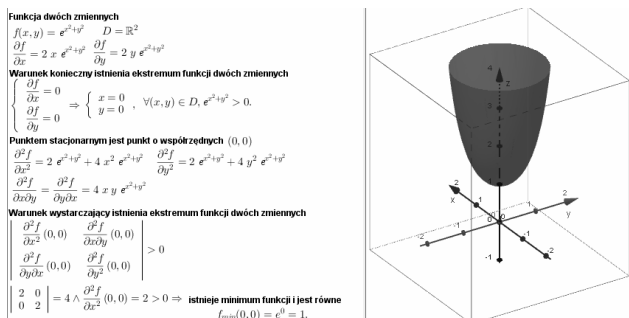 Funkcja dwóch zmiennych
f(x, y) = e^{x²+y²} D = ℝ²
∂f/∂x = 2 x e^{x²+y²} ∂f/∂y = 2 y e^{x²+y²}
Warunek konieczny istnienia ekstremum funkcji dwóch zmiennych
{ ∂f/∂x = 0
∂f/∂y = 0 ⇒ { x = 0
y = 0 , ∀(x, y) ∈ D, e^{x²+y²} > 0.
Punktem stacjonarnym jest punkt o współrzędnych (0, 0)
∂²f/∂x² = 2 e^{x²+y²} + 4 x² e^{x²+y²} ∂²f/∂y² = 2 e^{x²+y²} + 4 y² e^{x²+y²}
∂²f/∂x∂y = ∂²f/∂y∂x = 4 x y e^{x²+y²}
Warunek wystarczający istnienia ekstremum funkcji dwóch zmiennych
| ∂²f/∂x² (0, 0) ∂²f/∂x∂y (0, 0) |
| ∂²f/∂y∂x (0, 0) ∂²f/∂y² (0, 0) | > 0
| 2 0 |
| 0 2 | = 4 ∧ ∂²f/∂x² (0, 0) = 2 > 0 ⇒ istnieje minimum funkcji i jest równe
f_{min}(0, 0) = e⁰ = 1.
4
z
3
2
1
2
x
1
2
1
y
0
0
-1
-2
-1
-2
-1